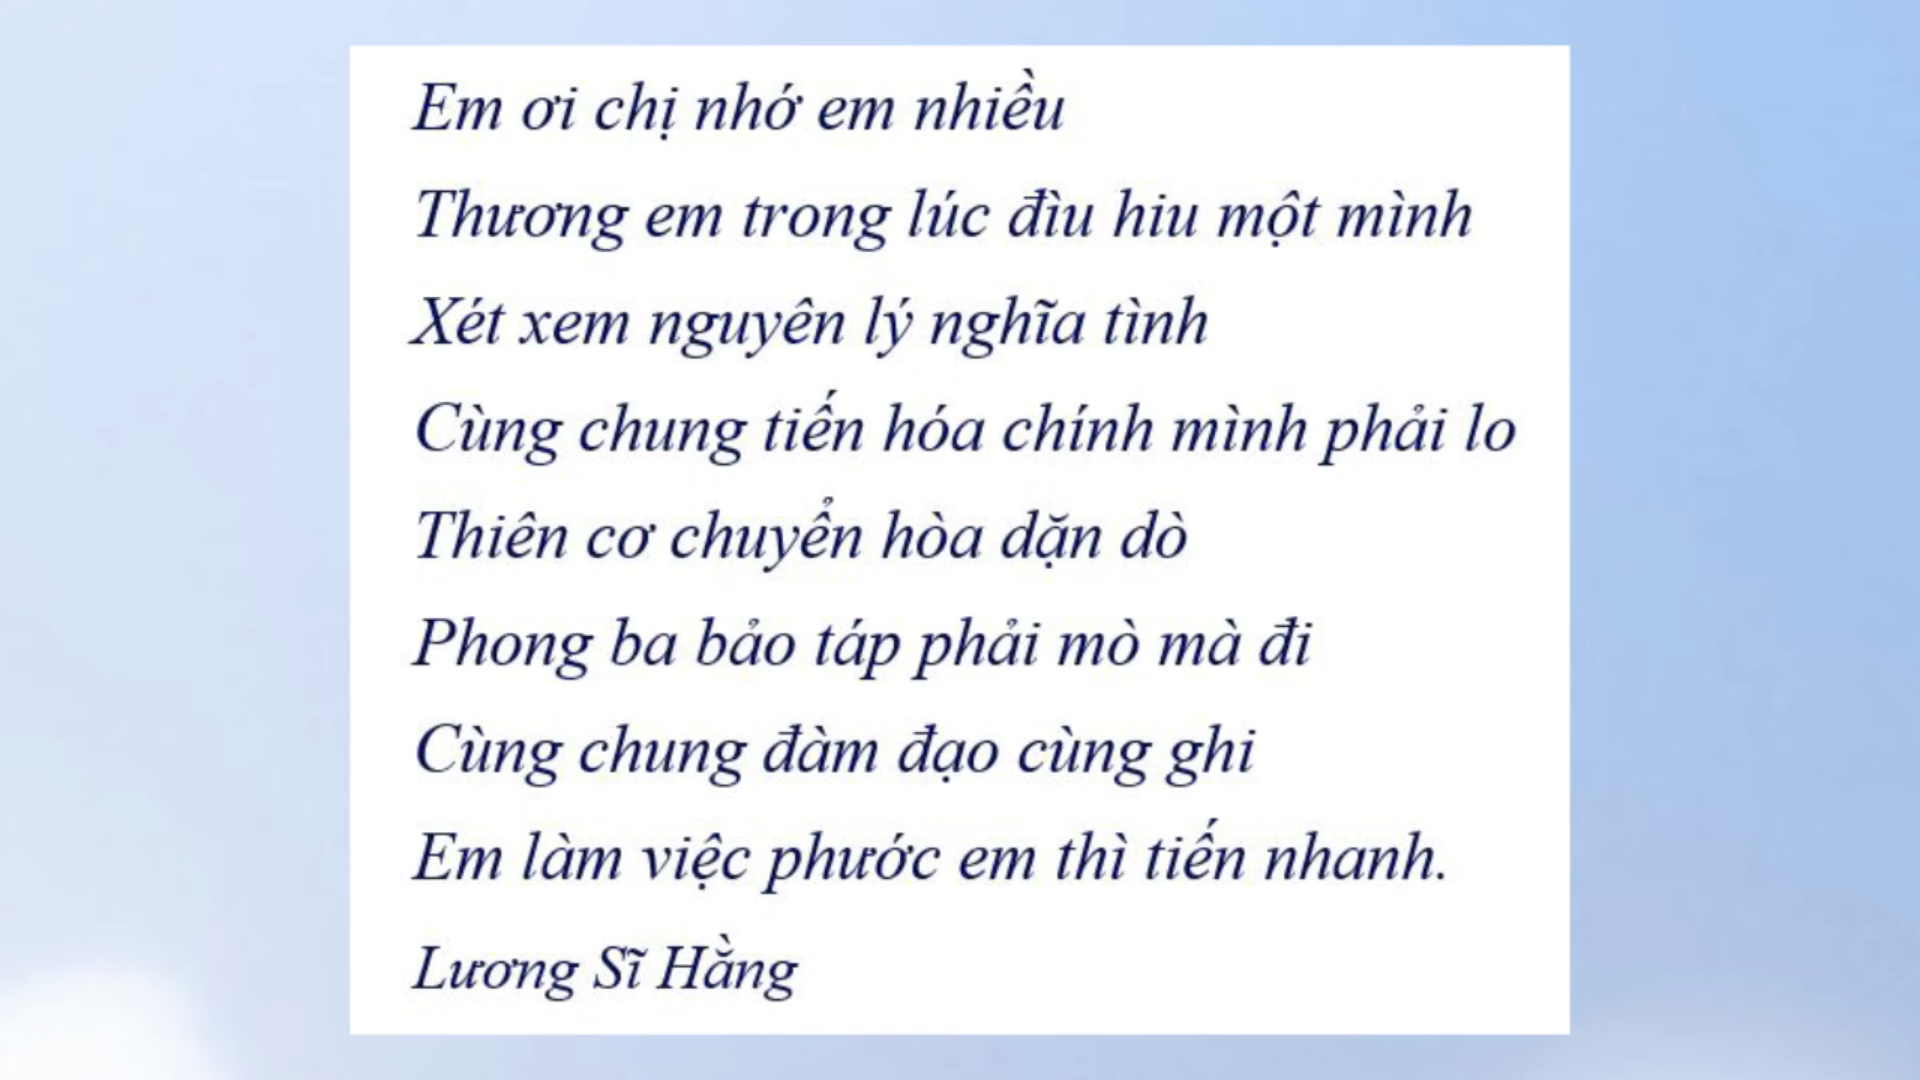 Em ơi chị nhớ em nhiều
Thương em trong lúc đìu hiu một mình
Xét xem nguyên lý nghĩa tình
Cùng chung tiến hóa chính mình phải lo
Thiên cơ chuyển hòa dặn dò
Phong ba bảo táp phải mò mà đi
Cùng chung đàm đạo cùng ghi
Em làm việc phước em thì tiến nhanh.
Lương Sĩ Hằng